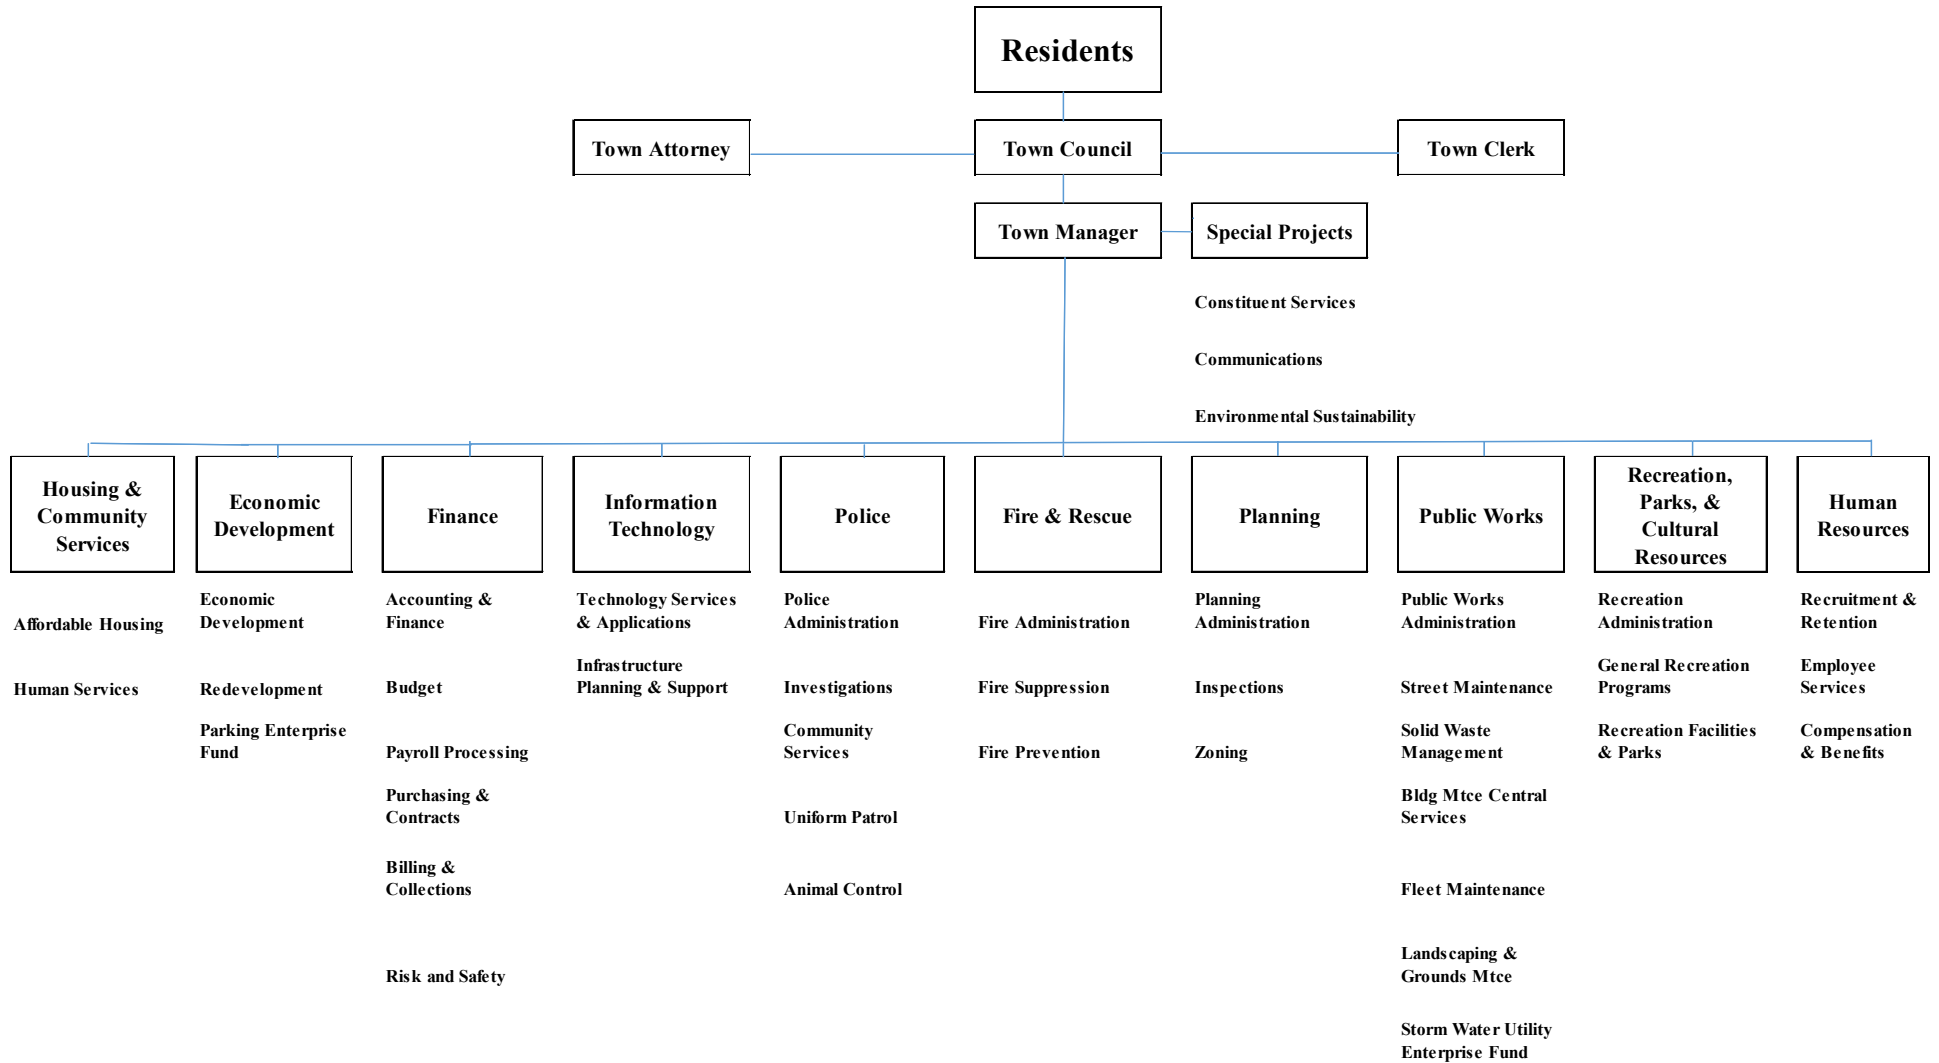 Residents
Town Attorney
Town Council
Town Clerk
Town Manager
Special Projects
Constituent Services
Communications
Environmental Sustainability
Housing &
Community
Services
Economic
Development
Finance
Information
Technology
Police
Fire & Rescue
Planning
Public Works
Recreation,
Parks, &
Cultural
Resources
Human
Resources
Affordable Housing
Human Services
Economic
Development
Redevelopment
Parking Enterprise
Fund
Accounting &
Finance
Budget
Payroll Processing
Purchasing &
Contracts
Billing &
Collections
Risk and Safety
Technology Services
& Applications
Infrastructure
Planning & Support
Police
Administration
Investigations
Community
Services
Uniform Patrol
Animal Control
Fire Administration
Fire Suppression
Fire Prevention
Planning
Administration
Inspections
Zoning
Public Works
Administration
Street Maintenance
Solid Waste
Management
Bldg Mtce Central
Services
Fleet Maintenance
Landscaping &
Grounds Mtce
Storm Water Utility
Enterprise Fund
Recreation
Administration
General Recreation
Programs
Recreation Facilities
& Parks
Recruitment &
Retention
Employee
Services
Compensation
& Benefits